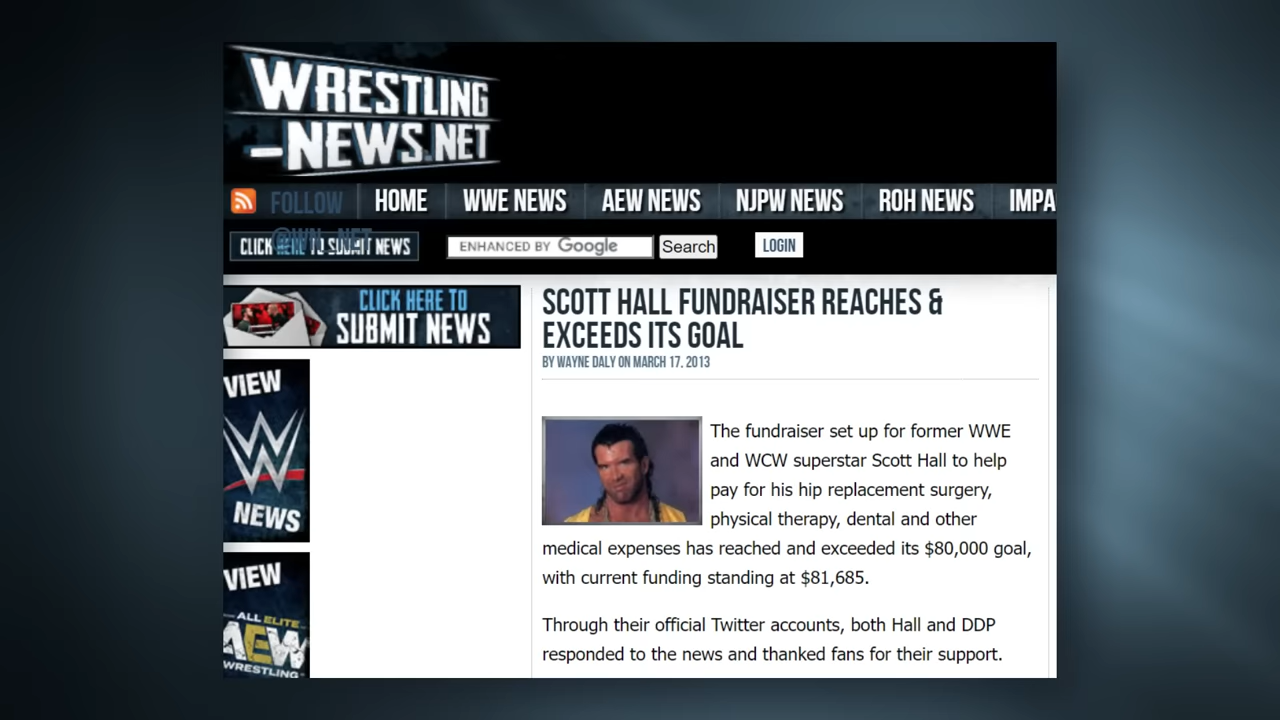 WRESTLING
-NEWS.NET
FOLLOW
HOME
WWE NEWS
AEW NEWS
NJPW NEWS
ROH NEWS
IMPA
@WN_NET
CLICK HERE TO SUBMIT NEWS
ENHANCED BY Google
Search
LOGIN
CLICK HERE TO
SUBMIT NEWS
VIEW
W
NEWS
VIEW
ALL ELITE
AEW
WRESTLING
SCOTT HALL FUNDRAISER REACHES &
EXCEEDS ITS GOAL
BY WAYNE DALY ON MARCH 17, 2013
The fundraiser set up for former WWE
and WCW superstar Scott Hall to help
pay for his hip replacement surgery,
physical therapy, dental and other
medical expenses has reached and exceeded its $80,000 goal,
with current funding standing at $81,685.
Through their official Twitter accounts, both Hall and DDP
responded to the news and thanked fans for their support.